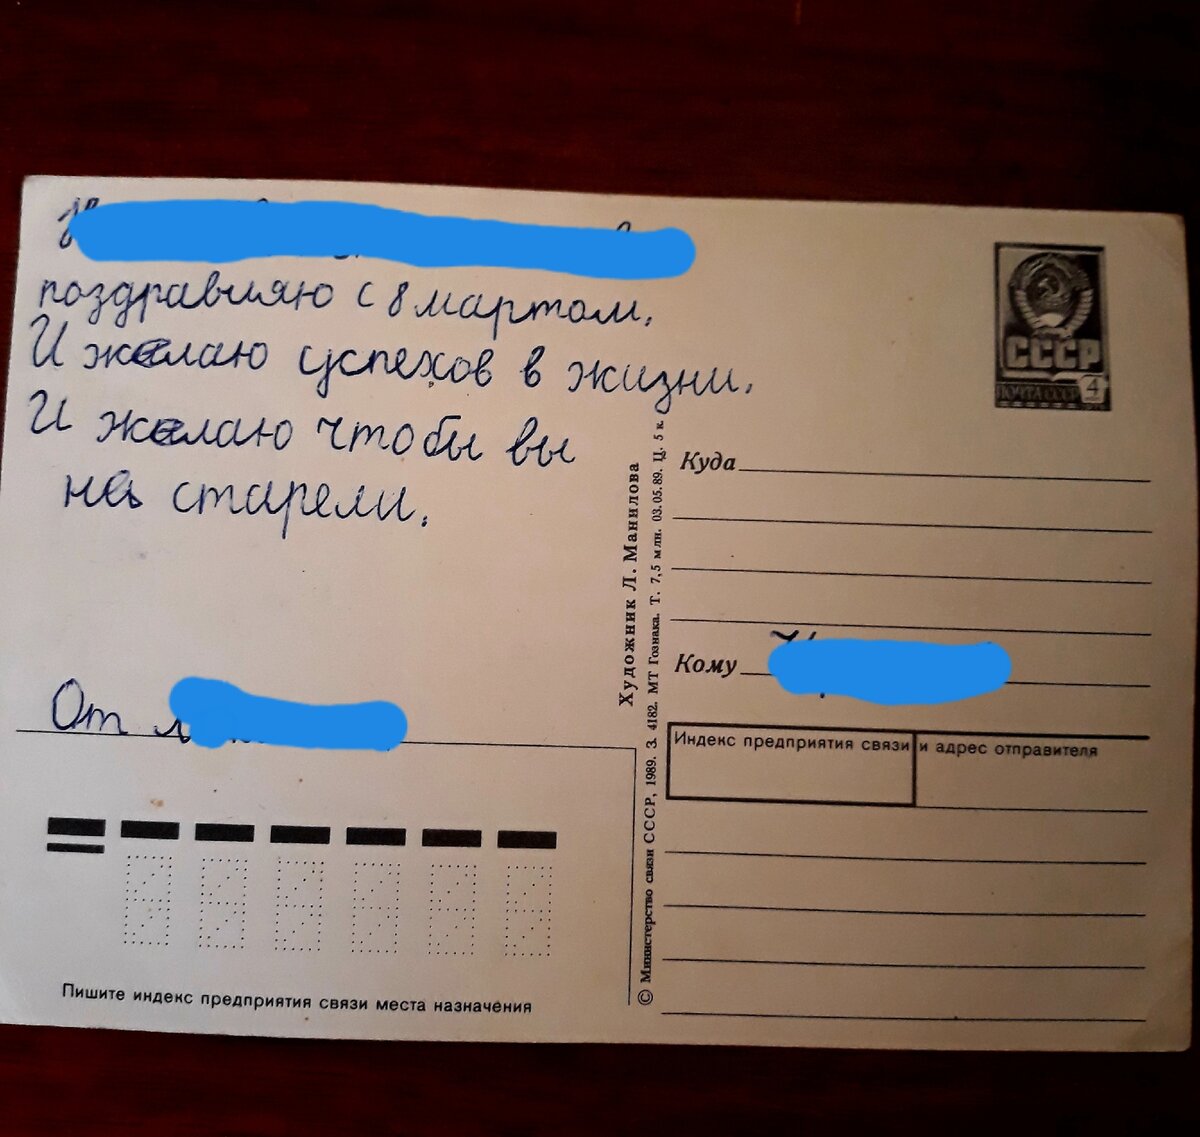 поздравляю с 8 мартом.
И желаю успехов в жизни.
И желаю чтобы вы
не старели.
От
СССР
ПОЧТА СССР 4
Куда
Кому
Индекс предприятия связи и адрес отправителя
Художник Л. Манилова
© Министерство связи СССР, 1989. З. 4182. МТ Гознака. Т. 7,5 млн. 03.05.89. Ц. 5 к.
Пишите индекс предприятия связи места назначения